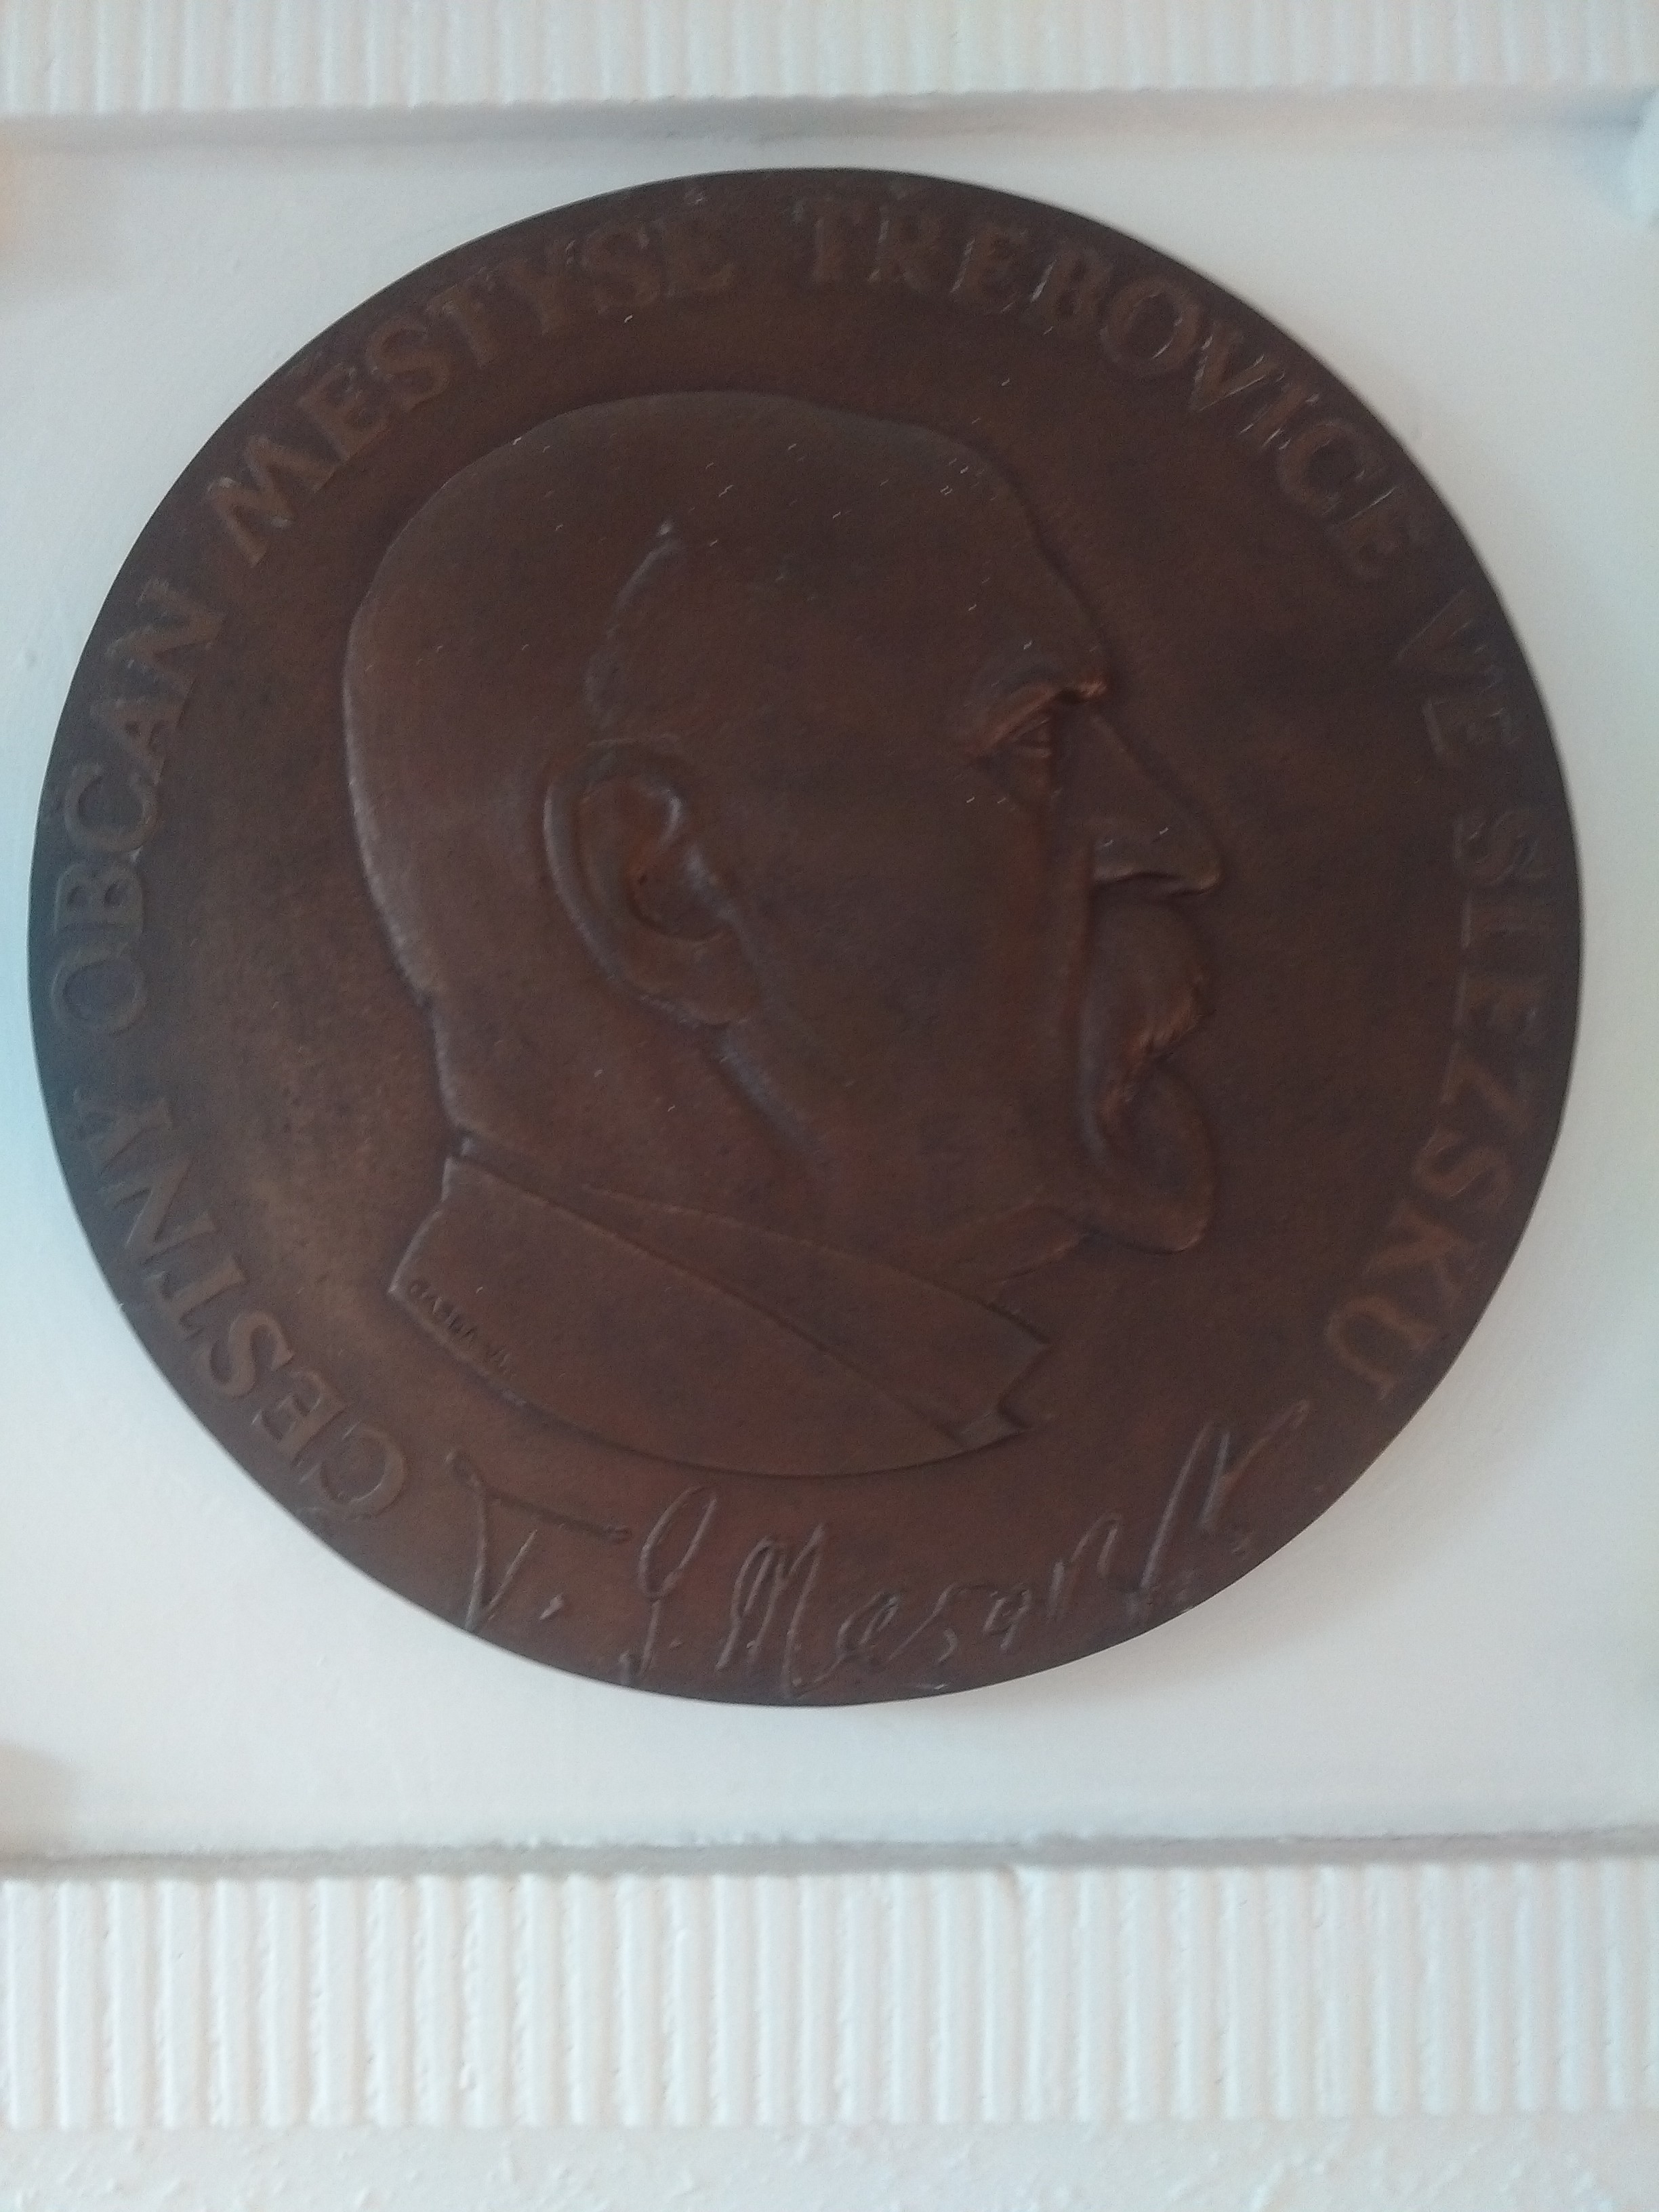 ČESTNÝ OBČAN MĚSTYSE TŘEBOVICE VE SLEZSKU
T. G. Masaryk